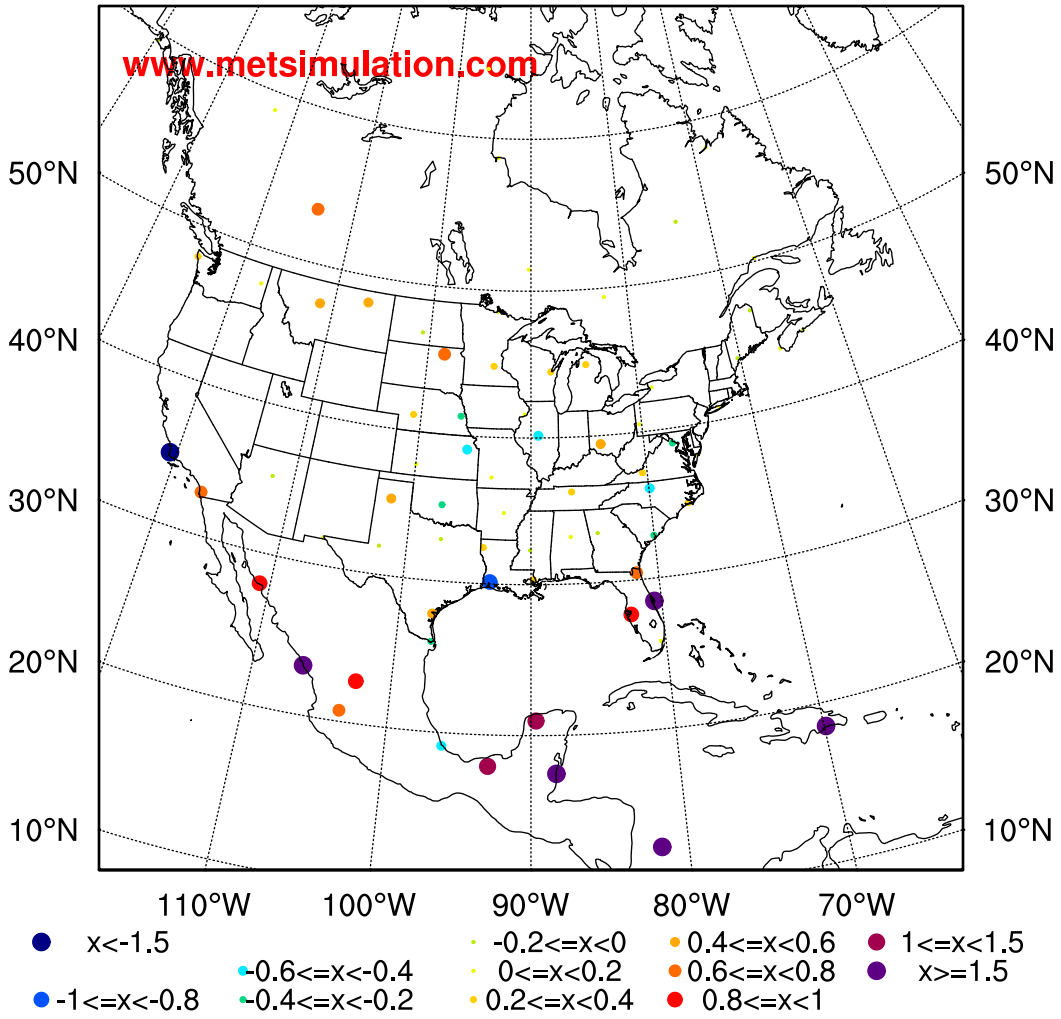 www.metsimulation.com
50°N 50°N
40°N 40°N
30°N 30°N
20°N 20°N
10°N 10°N
110°W 100°W 90°W 80°W 70°W
x<-1.5 -0.2<=x<0 0.4<=x<0.6 1<=x<1.5
-0.6<=x<-0.4 0<=x<0.2 0.6<=x<0.8 x>=1.5
-1<=x<-0.8 -0.4<=x<-0.2 0.2<=x<0.4 0.8<=x<1